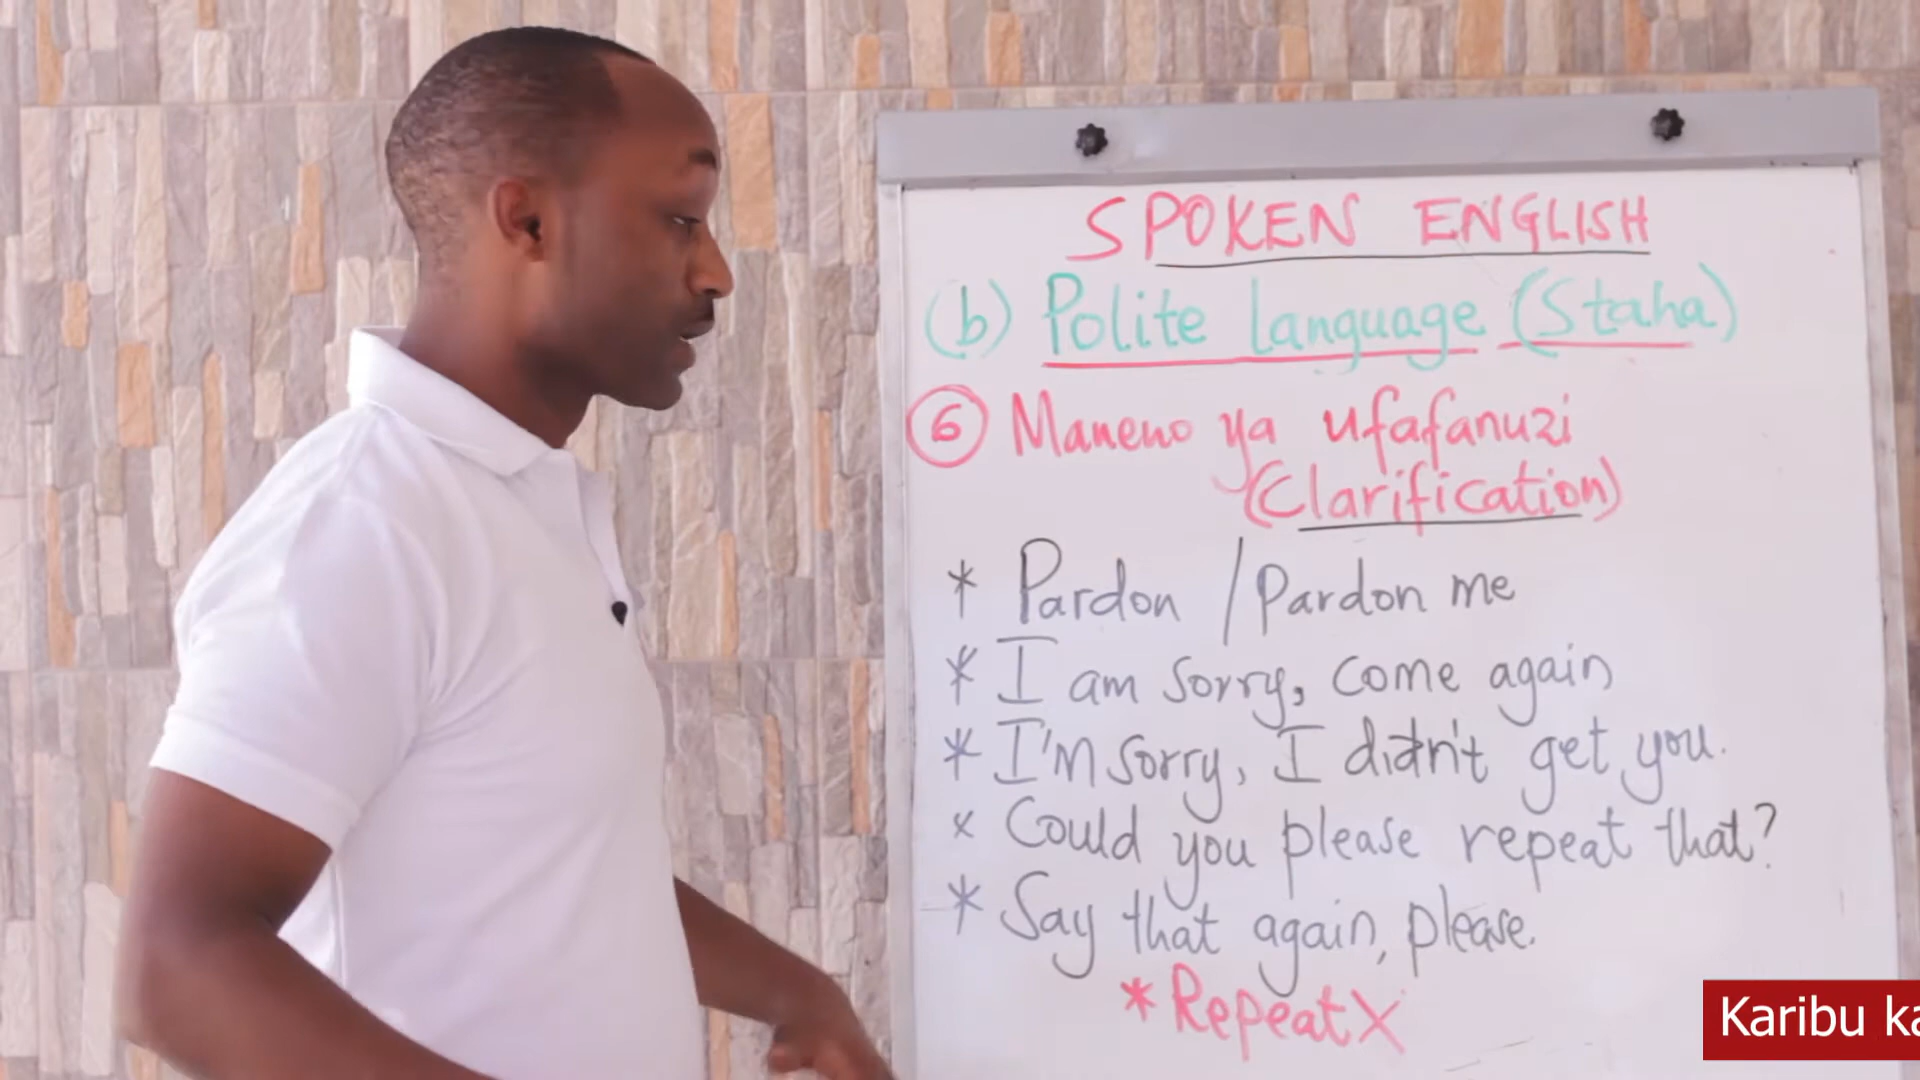 SPOKEN ENGLISH
(b) Polite language (Staha)
6 Maneno ya ufafanuzi
(Clarification)
* Pardon / Pardon me
* I am sorry, come again
* I'm sorry, I didn't get you.
* Could you please repeat that?
* Say that again, please.
* Repeat X
Karibu ka